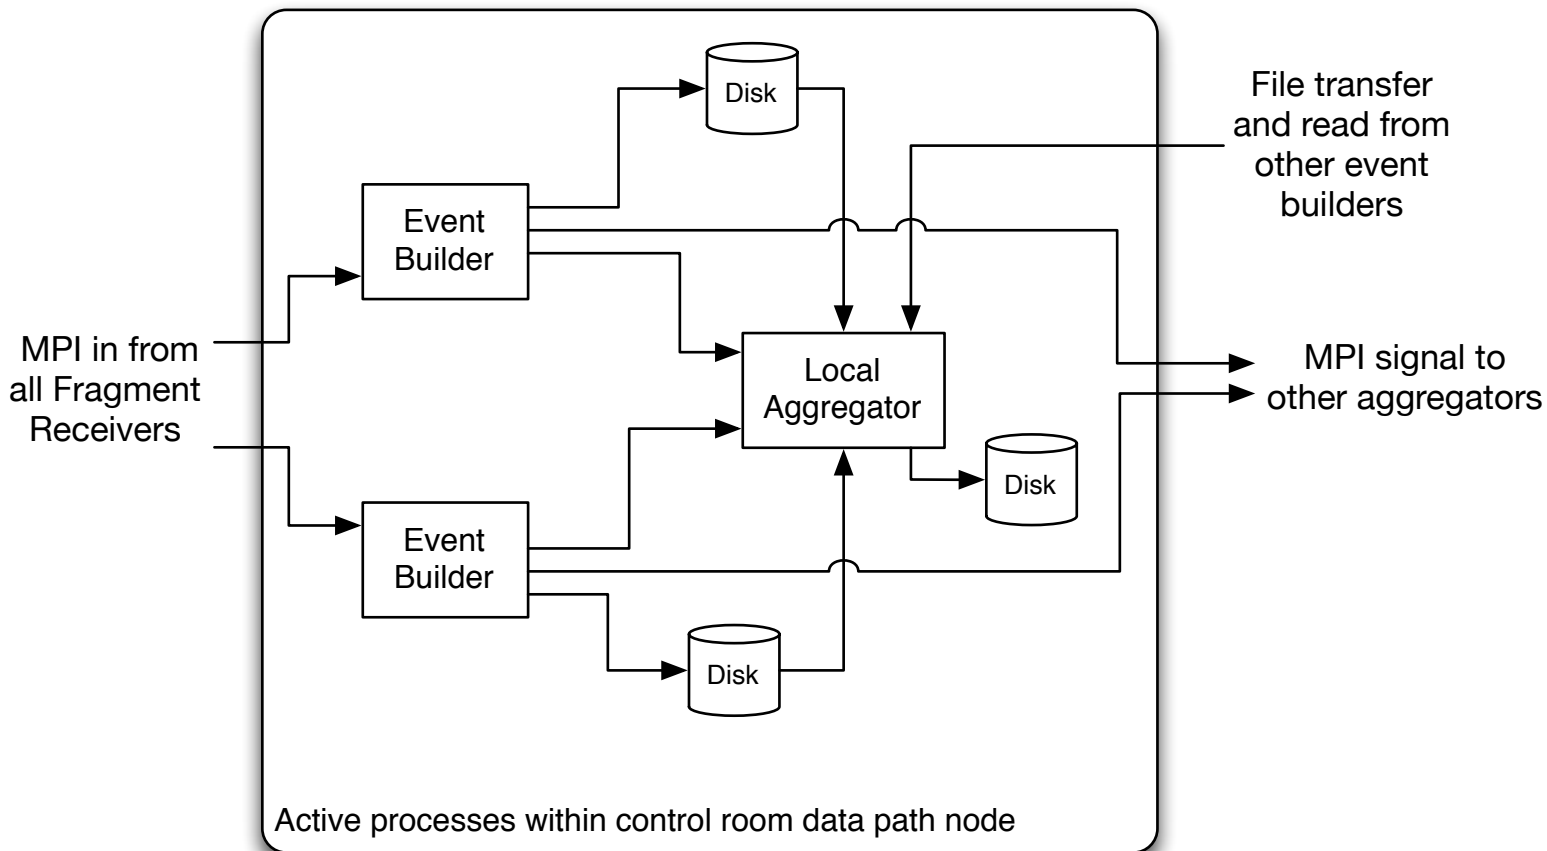 Disk
File transfer
and read from
other event
builders
Event
Builder
MPI in from
all Fragment
Receivers
Local
Aggregator
MPI signal to
other aggregators
Disk
Event
Builder
Disk
Active processes within control room data path node